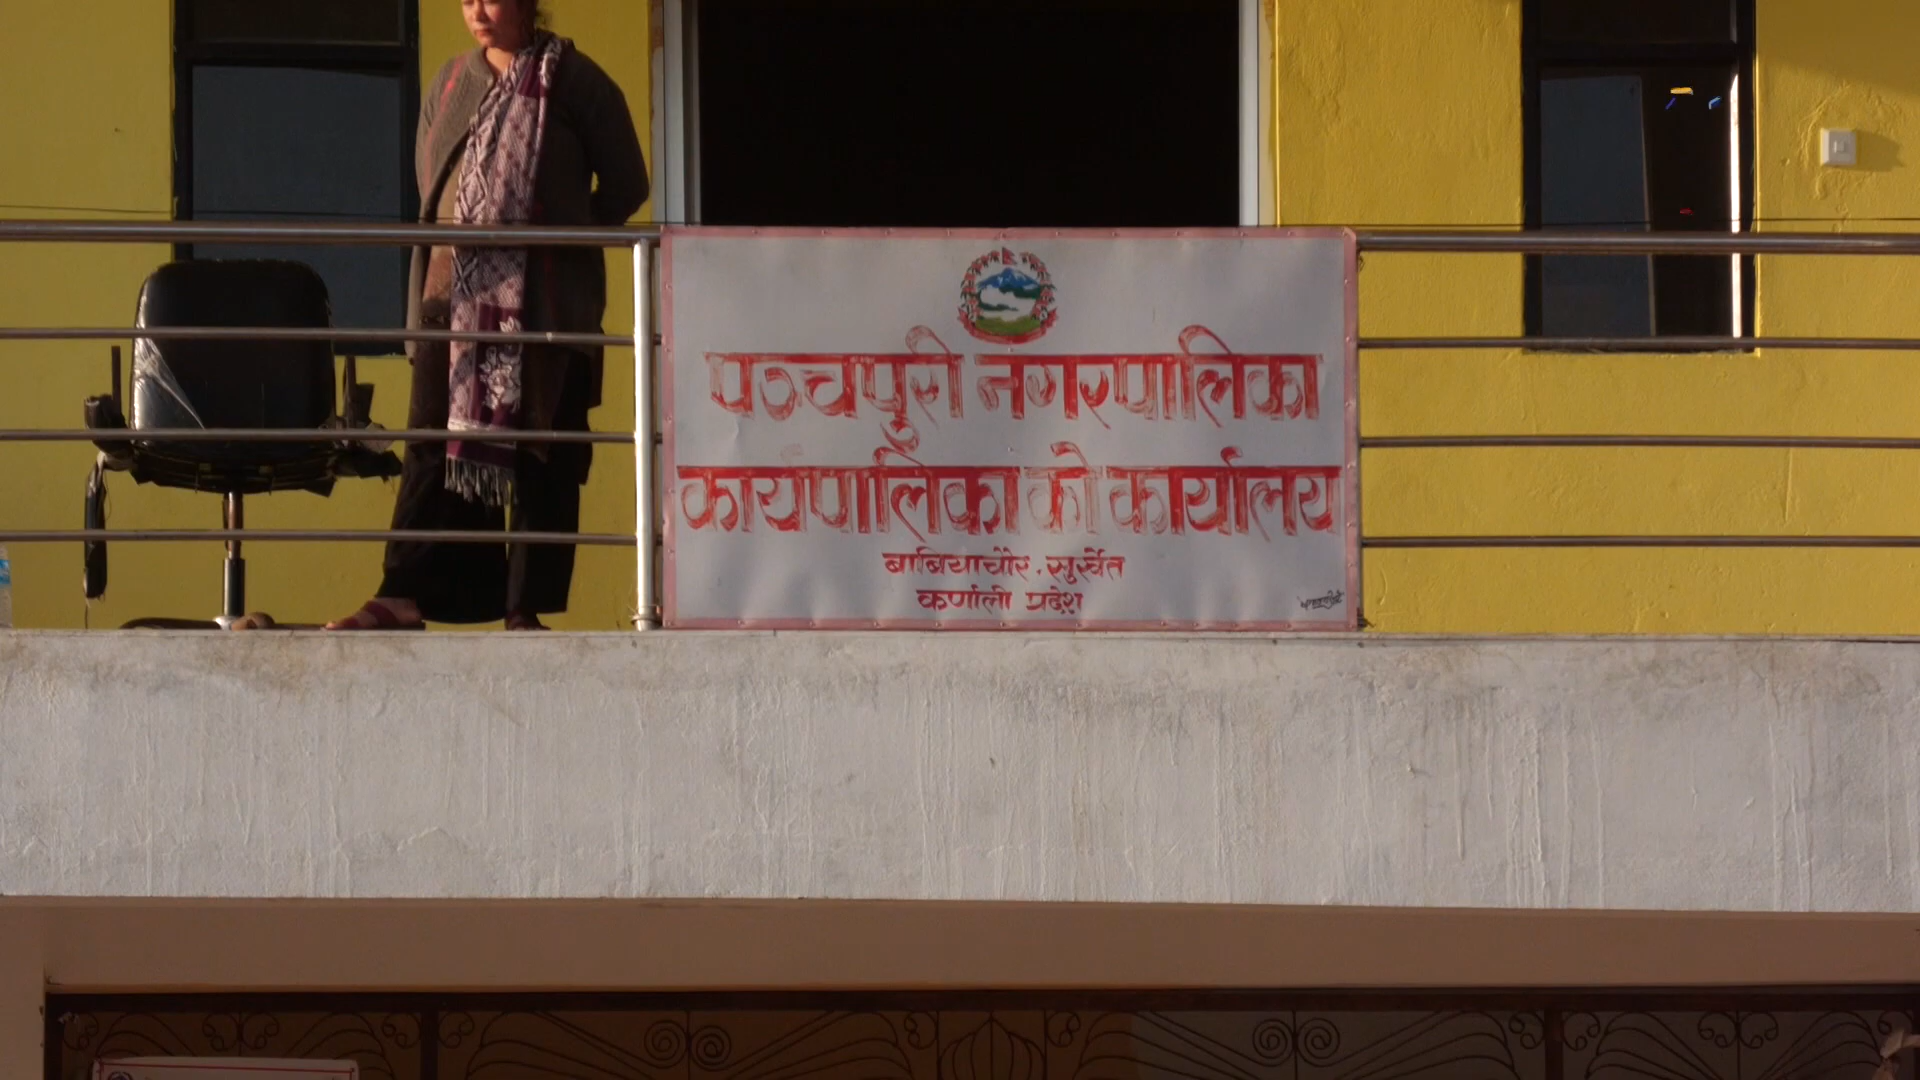 पञ्चपुरी नगरपालिका
कार्यपालिका को कार्यालय
बाबियाचौर, सुर्खेत
कर्णाली प्रदेश